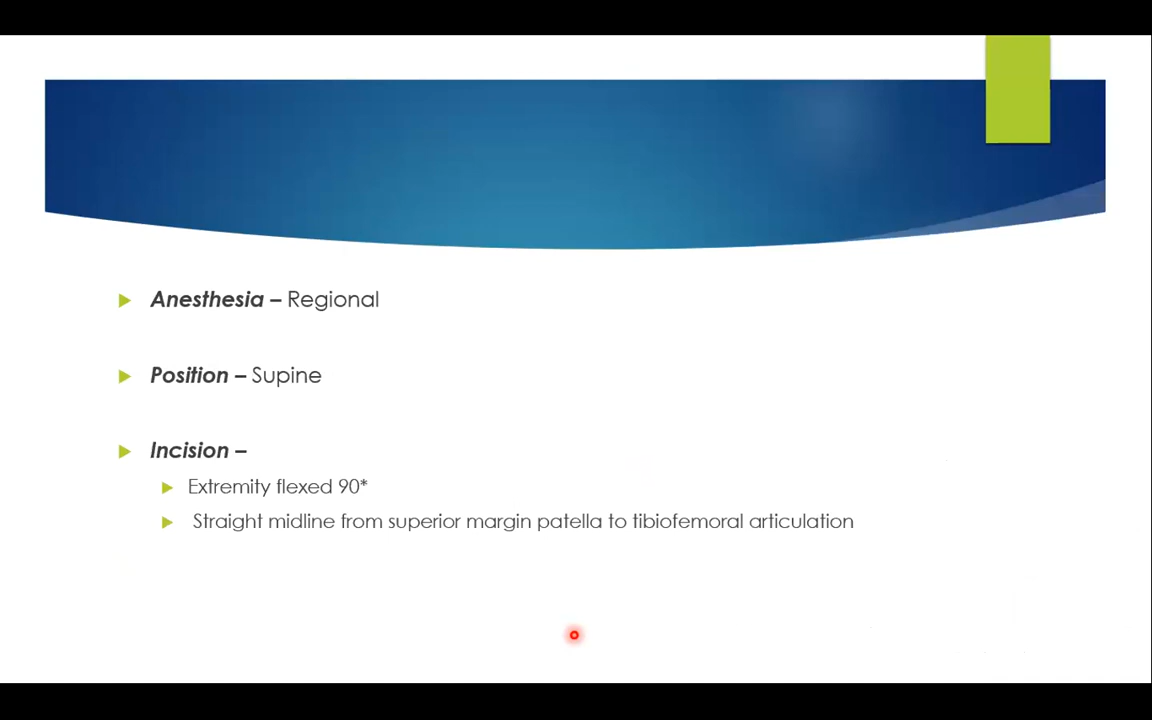 Anesthesia – Regional
Position – Supine
Incision –
Extremity flexed 90*
Straight midline from superior margin patella to tibiofemoral articulation